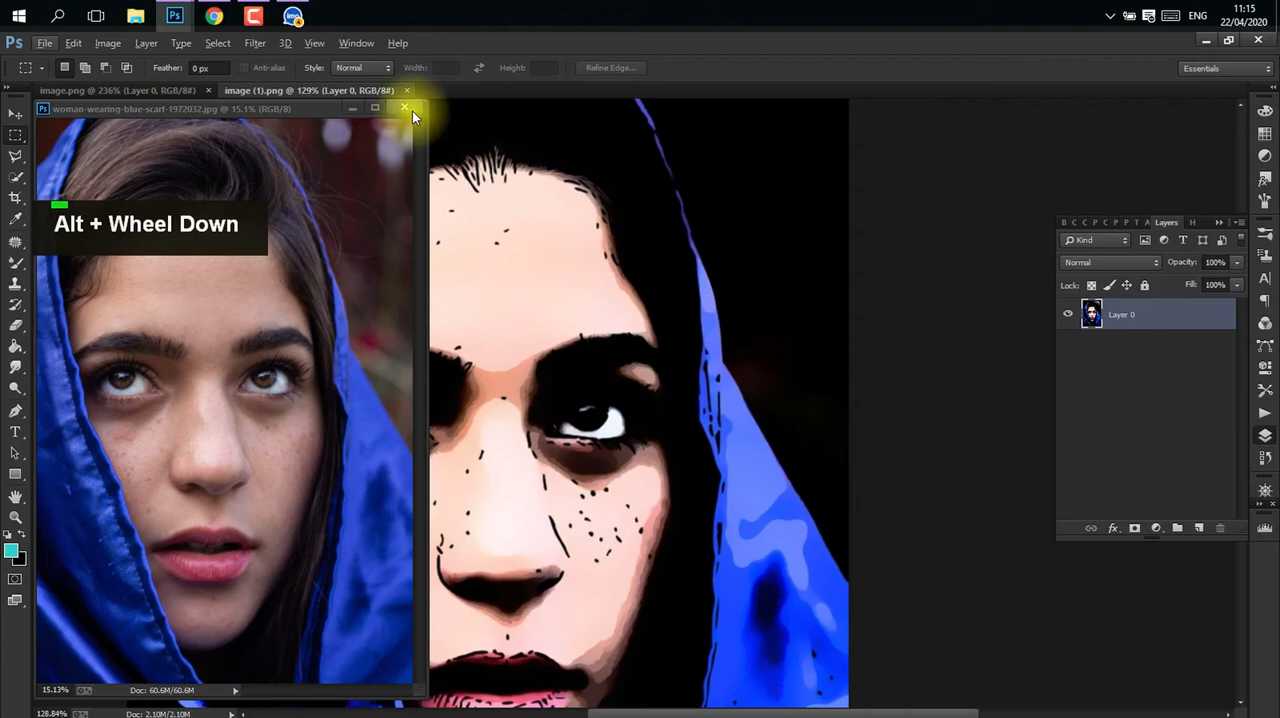 11:15
ENG
22/04/2020
Ps
File Edit Image Layer Type Select Filter 3D View Window Help
Feather: 0 px Anti-alias Style: Normal Width: Height: Refine Edge... Essentials
image.png @ 236% (Layer 0, RGB/8#) × image (1).png @ 129% (Layer 0, RGB/8#) ×
Ps woman-wearing-blue-scarf-1972032.jpg @ 15.1% (RGB/8)
Alt + Wheel Down
B C C P C P P T A Layers H
Kind
Normal Opacity: 100%
Lock: Fill: 100%
Layer 0
15.13% Doc: 60.6M/60.6M
128.84% Doc: 2.10M/2.10M